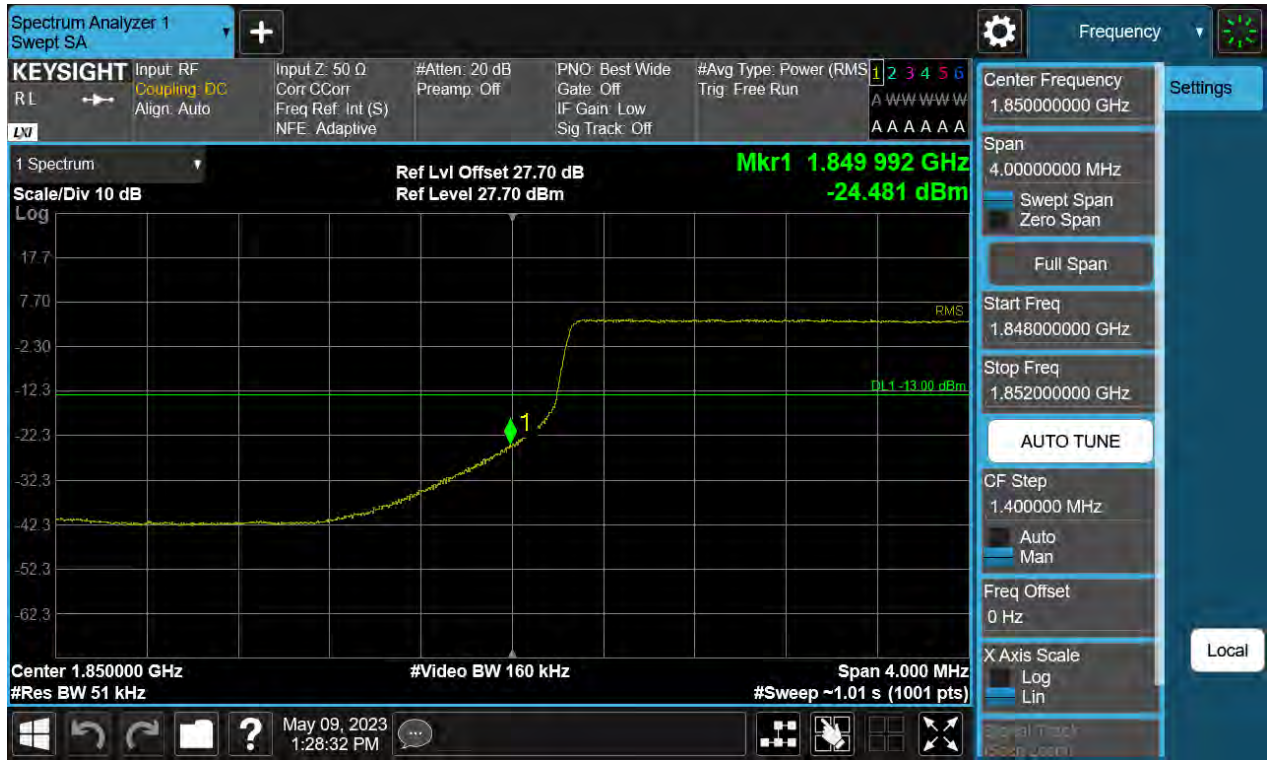 Spectrum Analyzer 1
Swept SA
Frequency
KEYSIGHT
RL
LXI
Input: RF
Coupling: DC
Align: Auto
Input Z: 50 Ω
Corr CCorr
Freq Ref: Int (S)
NFE: Adaptive
#Atten: 20 dB
Preamp: Off
PNO: Best Wide
Gate: Off
IF Gain: Low
Sig Track: Off
#Avg Type: Power (RMS
Trig: Free Run
1 2 3 4 5 6
A W W W W W
A A A A A A
1 Spectrum
Scale/Div 10 dB
Log
Ref Lvl Offset 27.70 dB
Ref Level 27.70 dBm
Mkr1 1.849 992 GHz
-24.481 dBm
17.7
7.70
-2.30
-12.3
-22.3
-32.3
-42.3
-52.3
-62.3
RMS
DL1 -13.00 dBm
1
Center 1.850000 GHz
#Res BW 51 kHz
#Video BW 160 kHz
Span 4.000 MHz
#Sweep ~1.01 s (1001 pts)
Center Frequency
1.850000000 GHz
Settings
Span
4.00000000 MHz
Swept Span
Zero Span
Full Span
Start Freq
1.848000000 GHz
Stop Freq
1.852000000 GHz
AUTO TUNE
CF Step
1.400000 MHz
Auto
Man
Freq Offset
0 Hz
X Axis Scale
Log
Lin
Local
Signal Track
(Span Zoom)
?
May 09, 2023
1:28:32 PM